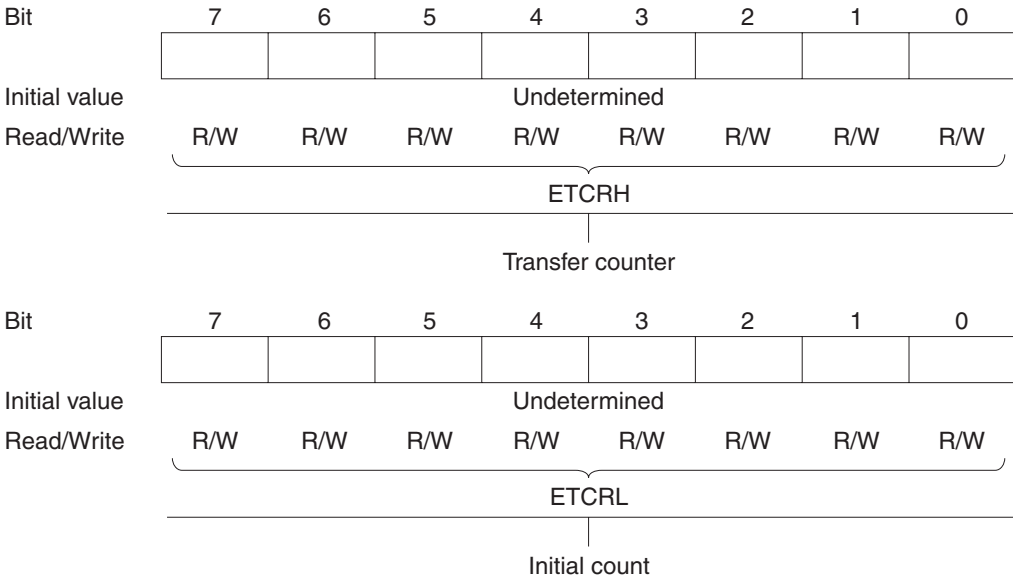 Bit 7 6 5 4 3 2 1 0
Initial value Undetermined
Read/Write R/W R/W R/W R/W R/W R/W R/W R/W
ETCRH
Transfer counter
Bit 7 6 5 4 3 2 1 0
Initial value Undetermined
Read/Write R/W R/W R/W R/W R/W R/W R/W R/W
ETCRL
Initial count